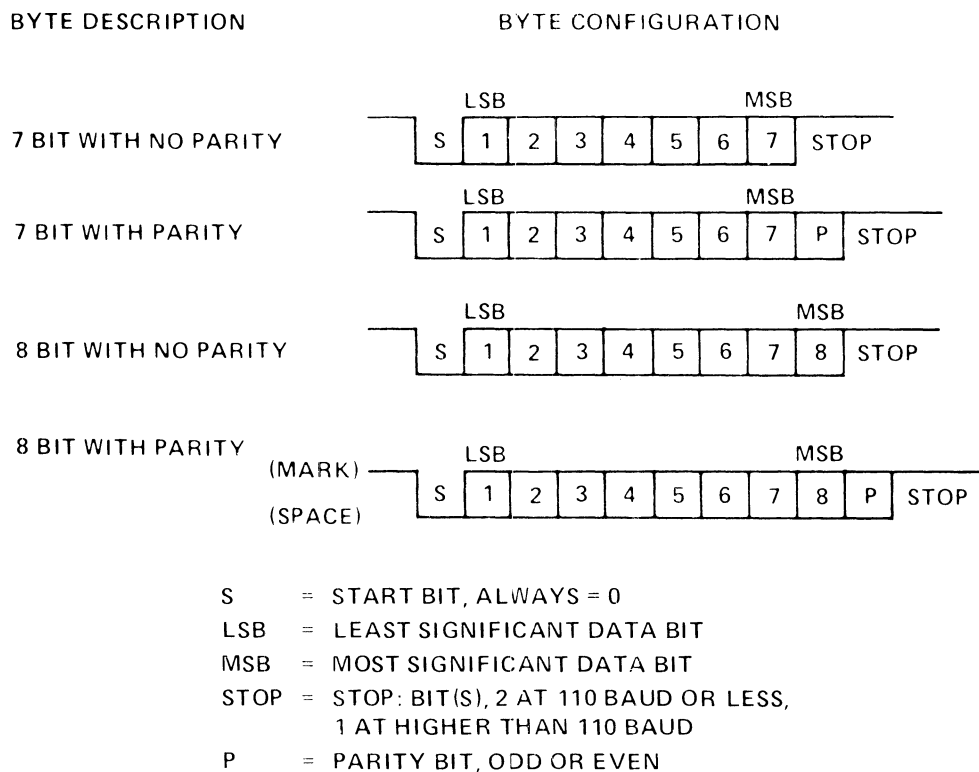 BYTE DESCRIPTION BYTE CONFIGURATION
LSB MSB
7 BIT WITH NO PARITY S 1 2 3 4 5 6 7 STOP
LSB MSB
7 BIT WITH PARITY S 1 2 3 4 5 6 7 P STOP
LSB MSB
8 BIT WITH NO PARITY S 1 2 3 4 5 6 7 8 STOP
8 BIT WITH PARITY LSB MSB
(MARK)
S 1 2 3 4 5 6 7 8 P STOP
(SPACE)
S = START BIT, ALWAYS = 0
LSB = LEAST SIGNIFICANT DATA BIT
MSB = MOST SIGNIFICANT DATA BIT
STOP = STOP: BIT(S), 2 AT 110 BAUD OR LESS,
1 AT HIGHER THAN 110 BAUD
P = PARITY BIT, ODD OR EVEN